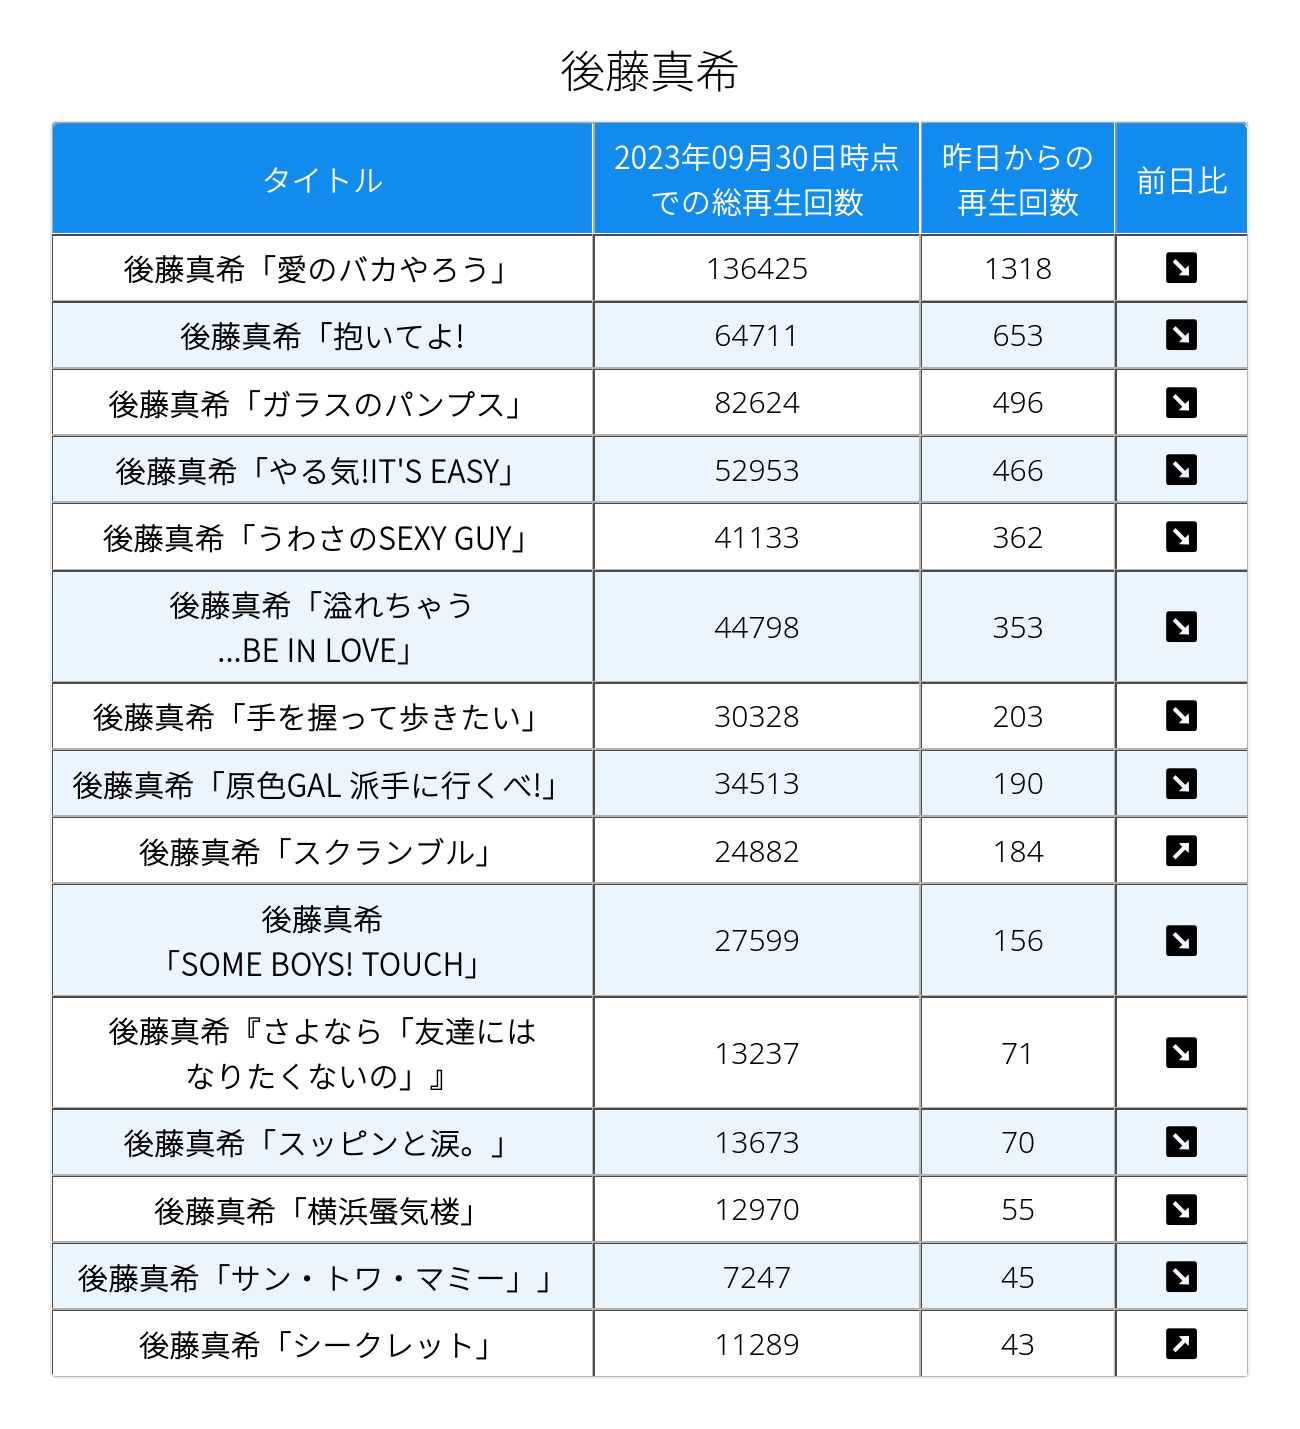 後藤真希
タイトル
2023年09月30日時点
での総再生回数
昨日からの
再生回数
前日比
後藤真希「愛のバカやろう」 136425 1318
後藤真希「抱いてよ! 64711 653
後藤真希「ガラスのパンプス」 82624 496
後藤真希「やる気!IT'S EASY」 52953 466
後藤真希「うわさのSEXY GUY」 41133 362
後藤真希「溢れちゃう
...BE IN LOVE」 44798 353
後藤真希「手を握って歩きたい」 30328 203
後藤真希「原色GAL 派手に行くべ!」 34513 190
後藤真希「スクランブル」 24882 184
後藤真希
「SOME BOYS! TOUCH」 27599 156
後藤真希『さよなら「友達には
なりたくないの」』 13237 71
後藤真希「スッピンと涙。」 13673 70
後藤真希「横浜蜃気楼」 12970 55
後藤真希「サン・トワ・マミー」」 7247 45
後藤真希「シークレット」 11289 43